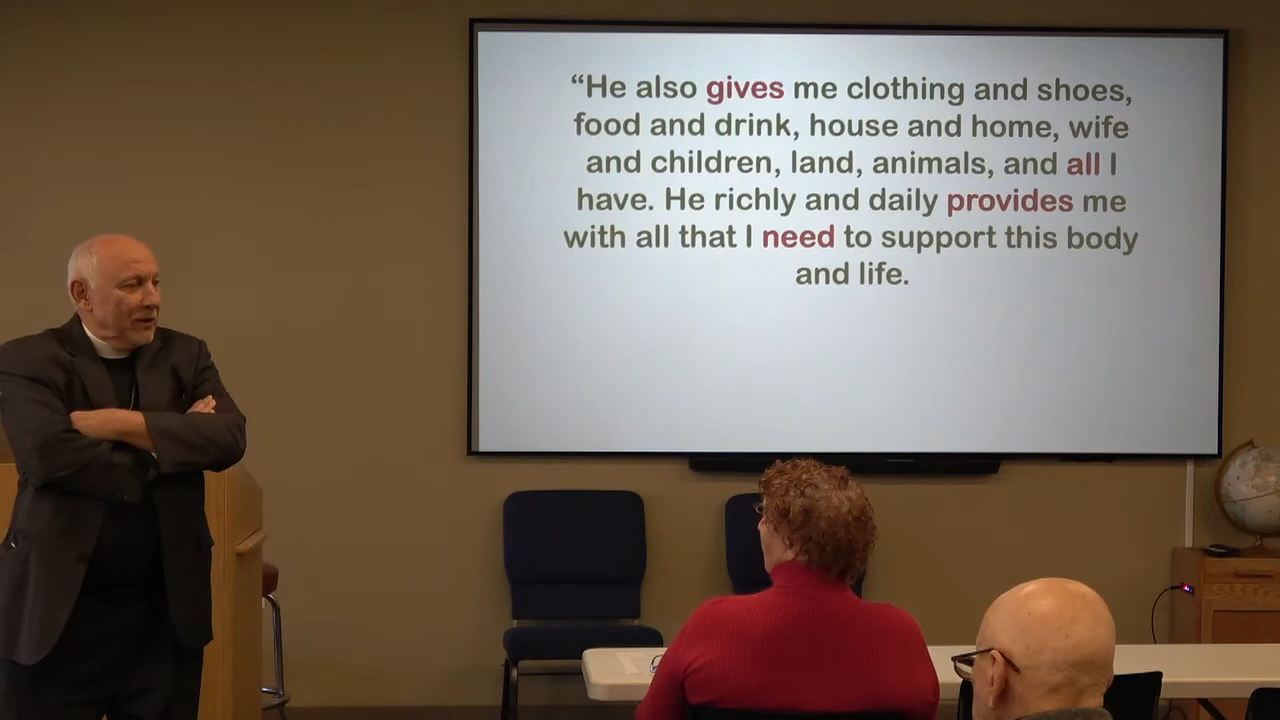 “He also gives me clothing and shoes,
food and drink, house and home, wife
and children, land, animals, and all I
have. He richly and daily provides me
with all that I need to support this body
and life.